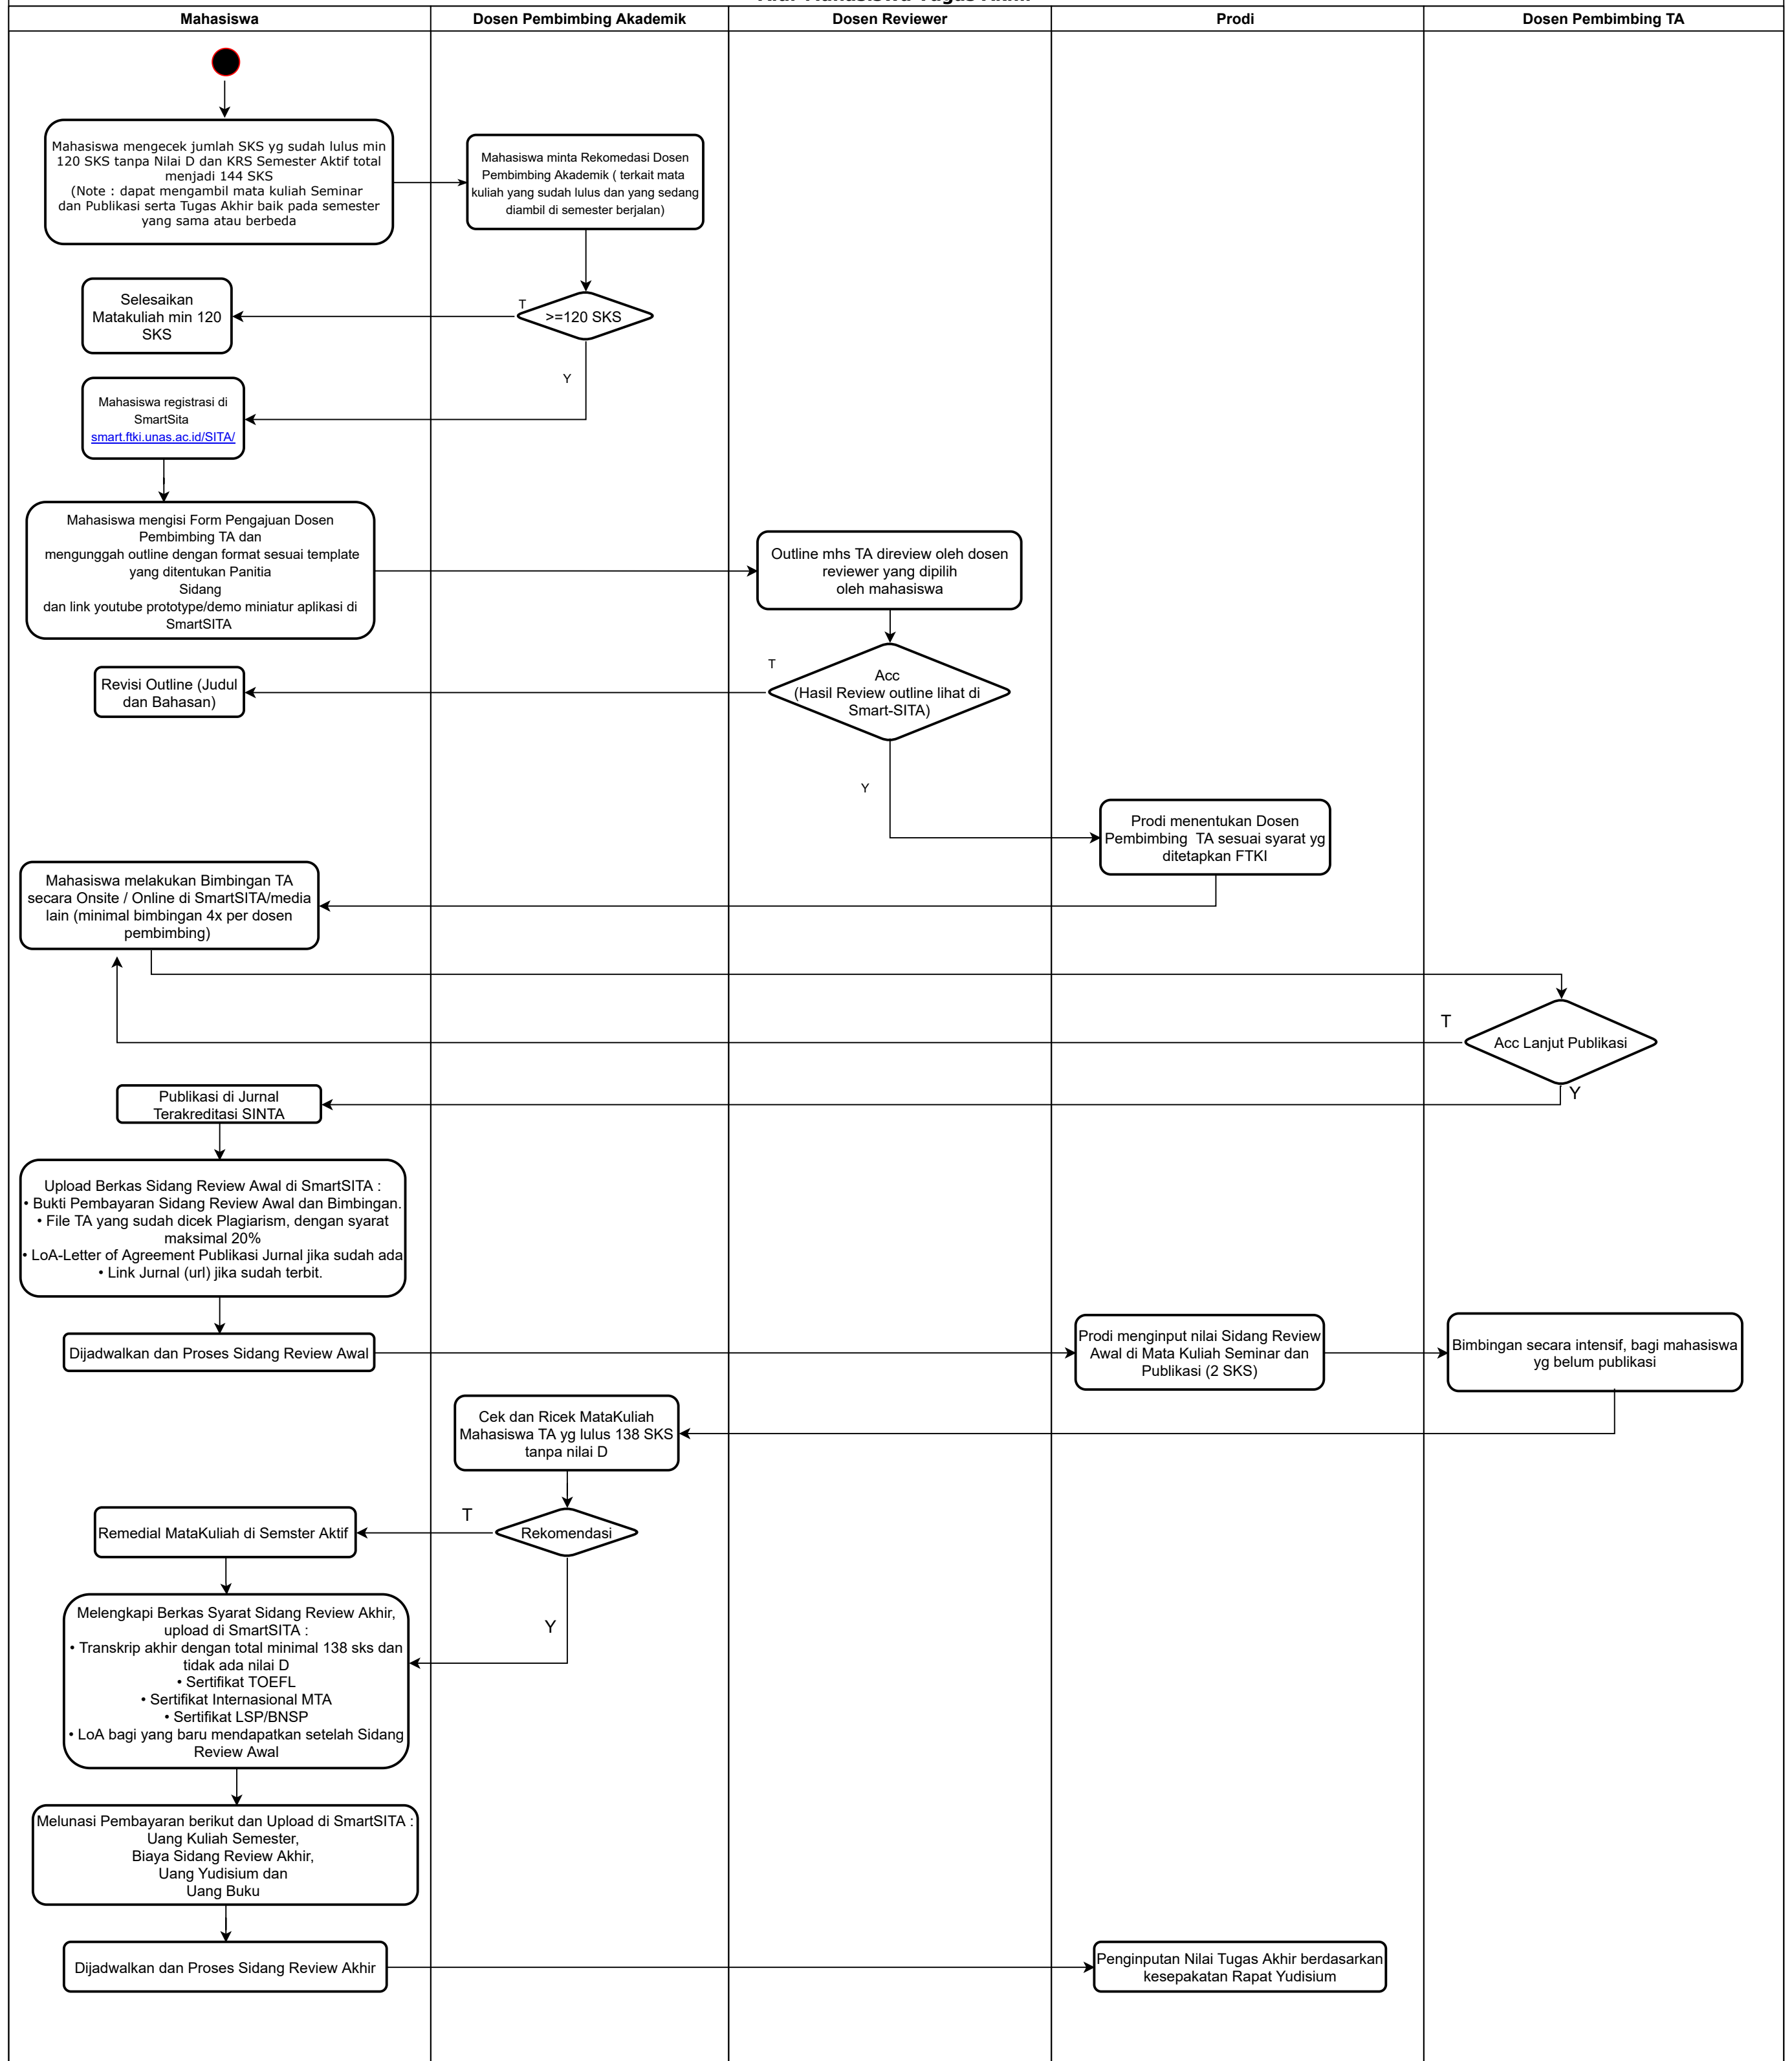 Mahasiswa
Dosen Pembimbing Akademik
Dosen Reviewer
Prodi
Dosen Pembimbing TA
Mahasiswa mengecek jumlah SKS yg sudah lulus min
120 SKS tanpa Nilai D dan KRS Semester Aktif total
menjadi 144 SKS
(Note : dapat mengambil mata kuliah Seminar
dan Publikasi serta Tugas Akhir baik pada semester
yang sama atau berbeda
Mahasiswa minta Rekomedasi Dosen
Pembimbing Akademik ( terkait mata
kuliah yang sudah lulus dan yang sedang
diambil di semester berjalan)
Selesaikan
Matakuliah min 120
SKS
T
>=120 SKS
Y
Mahasiswa registrasi di
SmartSita
smart.ftki.unas.ac.id/SITA/
Mahasiswa mengisi Form Pengajuan Dosen
Pembimbing TA dan
mengunggah outline dengan format sesuai template
yang ditentukan Panitia
Sidang
dan link youtube prototype/demo miniatur aplikasi di
SmartSITA
Outline mhs TA direview oleh dosen
reviewer yang dipilih
oleh mahasiswa
Revisi Outline (Judul
dan Bahasan)
T
Acc
(Hasil Review outline lihat di
Smart-SITA)
Y
Prodi menentukan Dosen
Pembimbing  TA sesuai syarat yg
ditetapkan FTKI
Mahasiswa melakukan Bimbingan TA
secara Onsite / Online di SmartSITA/media
lain (minimal bimbingan 4x per dosen
pembimbing)
T
Acc Lanjut Publikasi
Y
Publikasi di Jurnal
Terakreditasi SINTA
Upload Berkas Sidang Review Awal di SmartSITA :
• Bukti Pembayaran Sidang Review Awal dan Bimbingan.
• File TA yang sudah dicek Plagiarism, dengan syarat
maksimal 20%
• LoA-Letter of Agreement Publikasi Jurnal jika sudah ada
• Link Jurnal (url) jika sudah terbit.
Dijadwalkan dan Proses Sidang Review Awal
Prodi menginput nilai Sidang Review
Awal di Mata Kuliah Seminar dan
Publikasi (2 SKS)
Bimbingan secara intensif, bagi mahasiswa
yg belum publikasi
Cek dan Ricek MataKuliah
Mahasiswa TA yg lulus 138 SKS
tanpa nilai D
Remedial MataKuliah di Semster Aktif
T
Rekomendasi
Y
Melengkapi Berkas Syarat Sidang Review Akhir,
upload di SmartSITA :
• Transkrip akhir dengan total minimal 138 sks dan
tidak ada nilai D
• Sertifikat TOEFL
• Sertifikat Internasional MTA
• Sertifikat LSP/BNSP
• LoA bagi yang baru mendapatkan setelah Sidang
Review Awal
Melunasi Pembayaran berikut dan Upload di SmartSITA :
Uang Kuliah Semester,
Biaya Sidang Review Akhir,
Uang Yudisium dan
Uang Buku
Dijadwalkan dan Proses Sidang Review Akhir
Penginputan Nilai Tugas Akhir berdasarkan
kesepakatan Rapat Yudisium